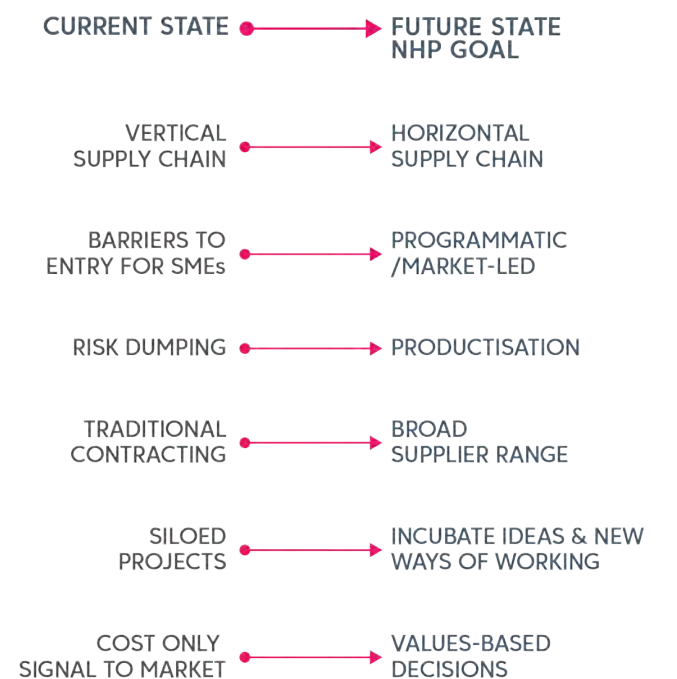 CURRENT STATE
FUTURE STATE
NHP GOAL
VERTICAL
SUPPLY CHAIN
HORIZONTAL
SUPPLY CHAIN
BARRIERS TO
ENTRY FOR SMEs
PROGRAMMATIC
/MARKET-LED
RISK DUMPING
PRODUCTISATION
TRADITIONAL
CONTRACTING
BROAD
SUPPLIER RANGE
SILOED
PROJECTS
INCUBATE IDEAS & NEW
WAYS OF WORKING
COST ONLY
SIGNAL TO MARKET
VALUES-BASED
DECISIONS